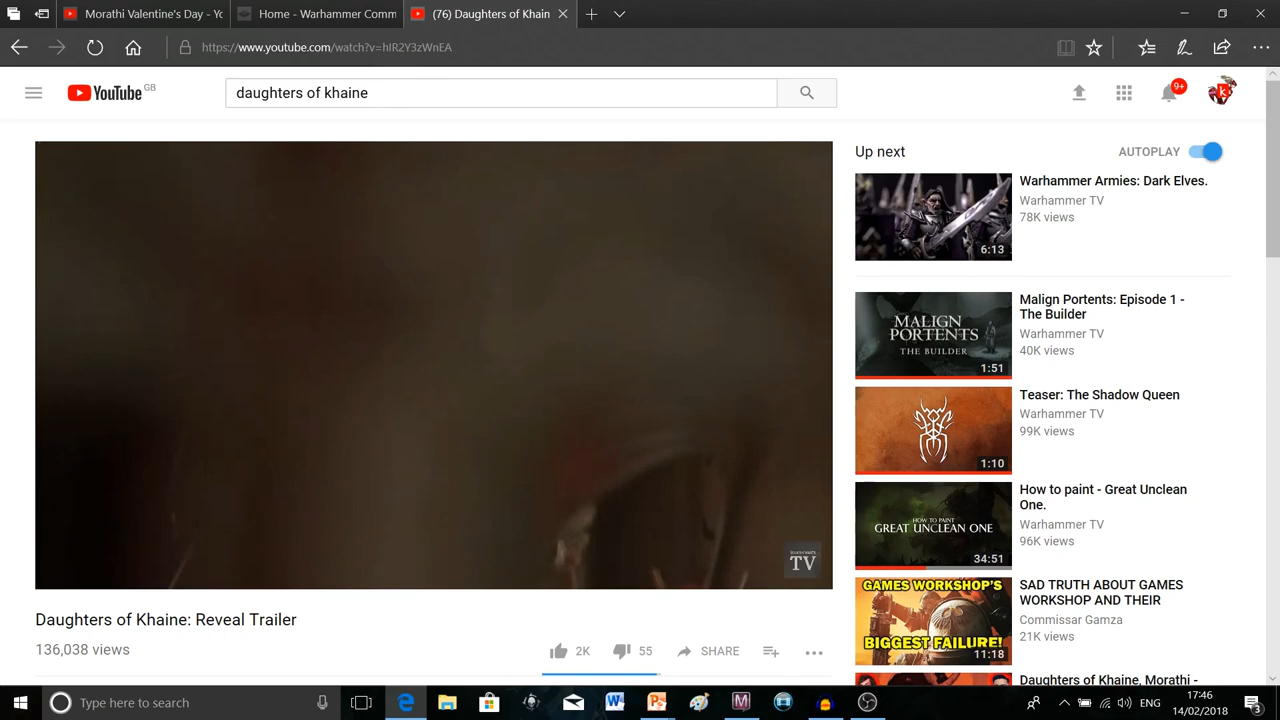 Morathi Valentine's Day - Yo
Home - Warhammer Comm
(76) Daughters of Khain
https://www.youtube.com/watch?v=hIR2Y3zWnEA
YouTube GB
daughters of khaine
9+
k
Up next
AUTOPLAY
Warhammer Armies: Dark Elves.
Warhammer TV
78K views
6:13
Malign Portents: Episode 1 -
The Builder
Warhammer TV
40K views
MALIGN
PORTENTS
THE BUILDER
1:51
Teaser: The Shadow Queen
Warhammer TV
99K views
1:10
How to paint - Great Unclean
One.
Warhammer TV
96K views
HOW TO PAINT
GREAT UNCLEAN ONE
34:51
SAD TRUTH ABOUT GAMES
WORKSHOP AND THEIR
Commissar Gamza
21K views
GAMES WORKSHOP'S
BIGGEST FAILURE!
11:18
Daughters of Khaine, Morathi -
TV
Daughters of Khaine: Reveal Trailer
136,038 views
2K
55
SHARE
Type here to search
ENG
17:46
14/02/2018
3